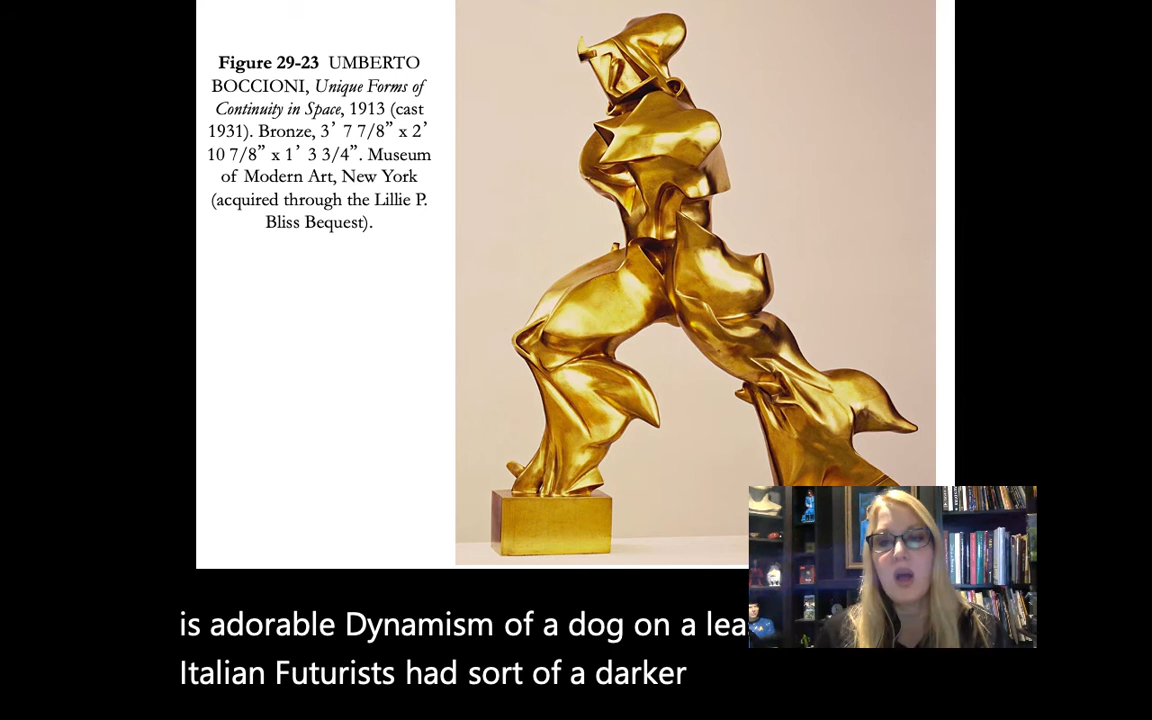 Figure 29-23 UMBERTO
BOCCIONI, Unique Forms of
Continuity in Space, 1913 (cast
1931). Bronze, 3’ 7 7/8” x 2’
10 7/8” x 1’ 3 3/4”. Museum
of Modern Art, New York
(acquired through the Lillie P.
Bliss Bequest).
is adorable Dynamism of a dog on a
Italian Futurists had sort of a darker